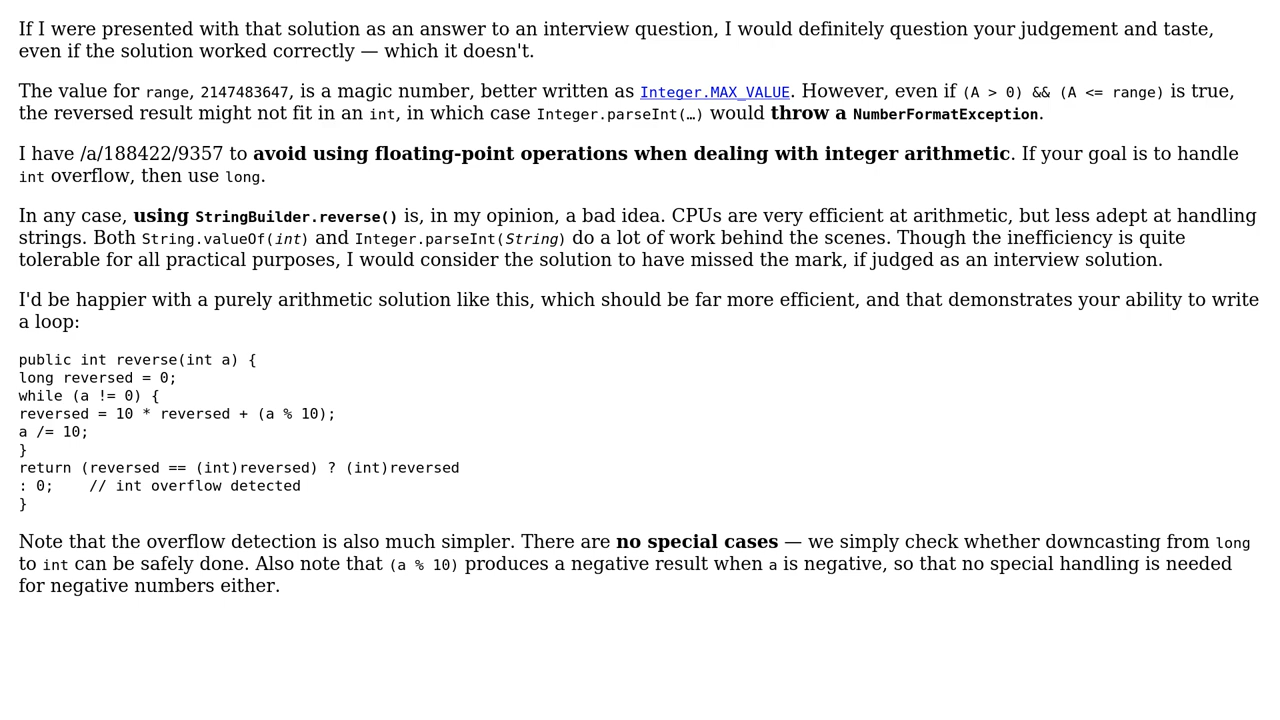 If I were presented with that solution as an answer to an interview question, I would definitely question your judgement and taste,
even if the solution worked correctly — which it doesn't.
The value for range, 2147483647, is a magic number, better written as Integer.MAX_VALUE. However, even if (A > 0) && (A <= range) is true,
the reversed result might not fit in an int, in which case Integer.parseInt(…) would throw a NumberFormatException.
I have /a/188422/9357 to avoid using floating-point operations when dealing with integer arithmetic. If your goal is to handle
int overflow, then use long.
In any case, using StringBuilder.reverse() is, in my opinion, a bad idea. CPUs are very efficient at arithmetic, but less adept at handling
strings. Both String.valueOf(int) and Integer.parseInt(String) do a lot of work behind the scenes. Though the inefficiency is quite
tolerable for all practical purposes, I would consider the solution to have missed the mark, if judged as an interview solution.
I'd be happier with a purely arithmetic solution like this, which should be far more efficient, and that demonstrates your ability to write
a loop:
public int reverse(int a) {
long reversed = 0;
while (a != 0) {
reversed = 10 * reversed + (a % 10);
a /= 10;
}
return (reversed == (int)reversed) ? (int)reversed
: 0;    // int overflow detected
}
Note that the overflow detection is also much simpler. There are no special cases — we simply check whether downcasting from long
to int can be safely done. Also note that (a % 10) produces a negative result when a is negative, so that no special handling is needed
for negative numbers either.